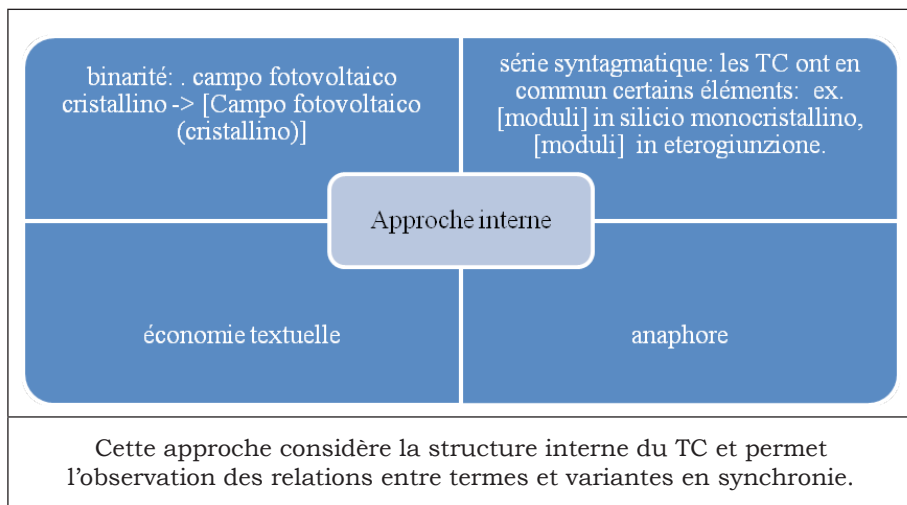 binarité: . campo fotovoltaico
cristallino -> [Campo fotovoltaico
(cristallino)]
série syntagmatique: les TC ont en
commun certains éléments: ex.
[moduli] in silicio monocristallino,
[moduli] in eterogiunzione.
Approche interne
économie textuelle
anaphore
Cette approche considère la structure interne du TC et permet
l’observation des relations entre termes et variantes en synchronie.